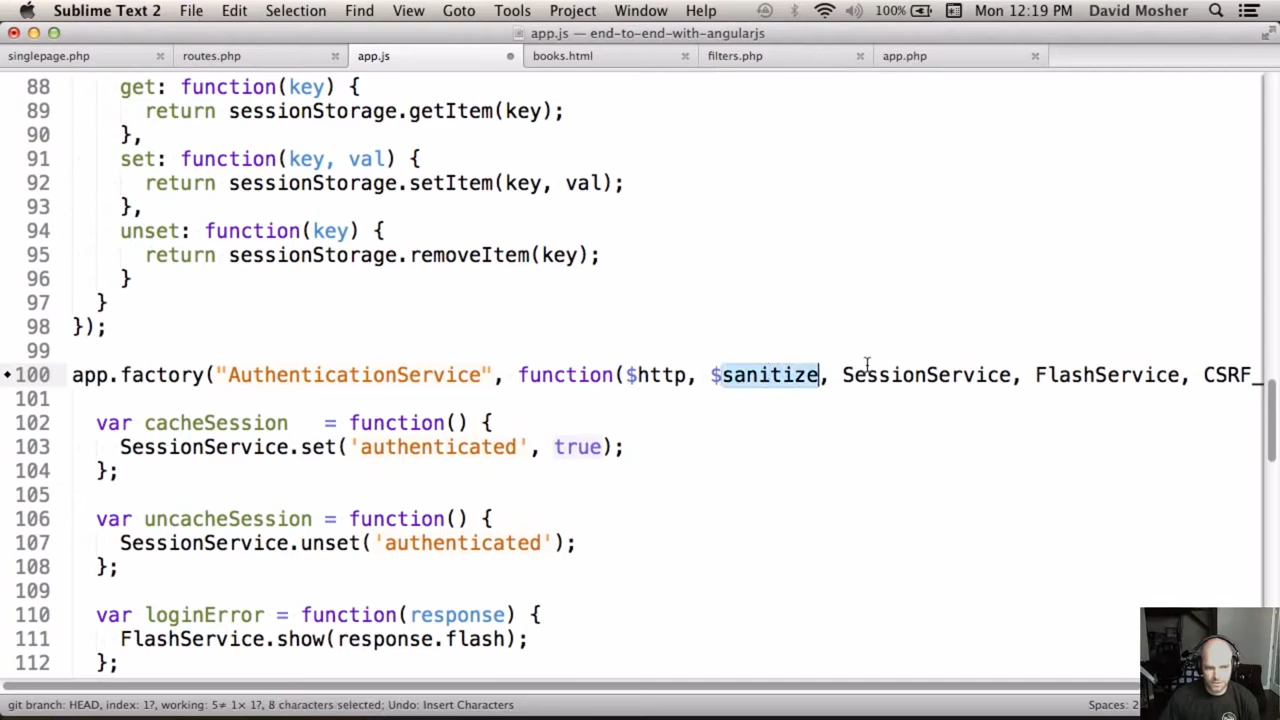 Sublime Text 2 File Edit Selection Find View Goto Tools Project Window Help 100% Mon 12:19 PM David Mosher
app.js — end-to-end-with-angularjs
singlepage.php routes.php app.js books.html filters.php app.php
88 get: function(key) {
89 return sessionStorage.getItem(key);
90 },
91 set: function(key, val) {
92 return sessionStorage.setItem(key, val);
93 },
94 unset: function(key) {
95 return sessionStorage.removeItem(key);
96 }
97 }
98 });
99
100 app.factory("AuthenticationService", function($http, $sanitize, SessionService, FlashService, CSRF_
101
102 var cacheSession = function() {
103 SessionService.set('authenticated', true);
104 };
105
106 var uncacheSession = function() {
107 SessionService.unset('authenticated');
108 };
109
110 var loginError = function(response) {
111 FlashService.show(response.flash);
112 };
git branch: HEAD, index: 1?, working: 5≠ 1× 1?, 8 characters selected; Undo: Insert Characters Spaces: 2